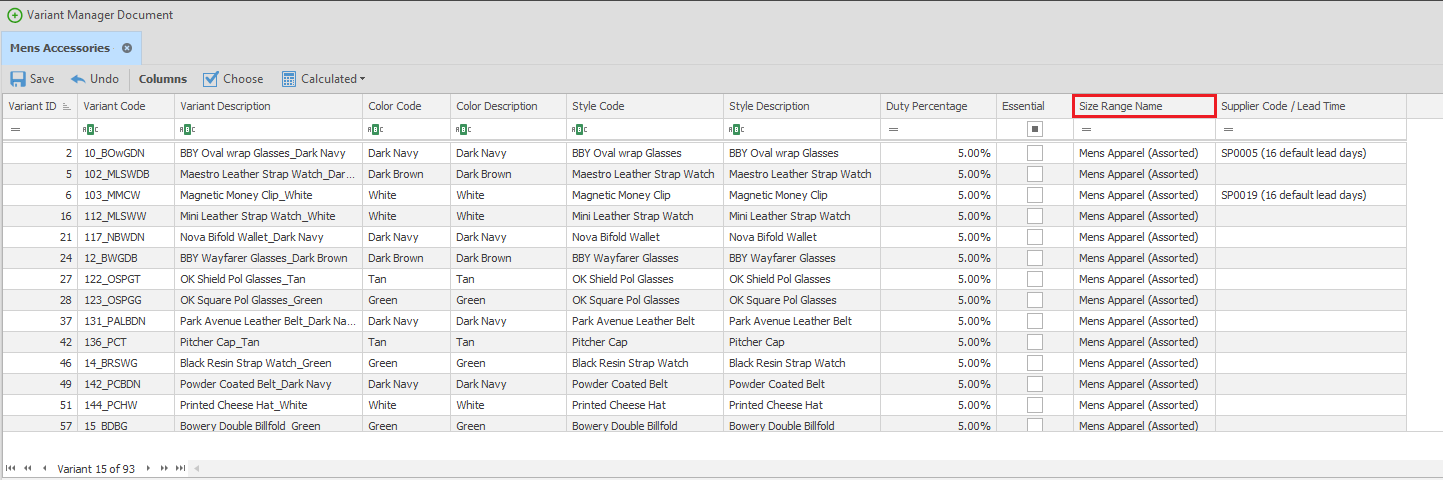 Variant Manager Document
Mens Accessories
Save Undo Columns Choose Calculated
Variant ID Variant Code Variant Description Color Code Color Description Style Code Style Description Duty Percentage Essential Size Range Name Supplier Code / Lead Time
= ABC ABC ABC ABC ABC ABC = = =
2 10_BOwGDN BBY Oval wrap Glasses_Dark Navy Dark Navy Dark Navy BBY Oval wrap Glasses BBY Oval wrap Glasses 5.00% Mens Apparel (Assorted) SP0005 (16 default lead days)
5 102_MLSWDB Maestro Leather Strap Watch_Dar... Dark Brown Dark Brown Maestro Leather Strap Watch Maestro Leather Strap Watch 5.00% Mens Apparel (Assorted)
6 103_MMCW Magnetic Money Clip_White White White Magnetic Money Clip Magnetic Money Clip 5.00% Mens Apparel (Assorted) SP0019 (16 default lead days)
16 112_MLSWW Mini Leather Strap Watch_White White White Mini Leather Strap Watch Mini Leather Strap Watch 5.00% Mens Apparel (Assorted)
21 117_NBWDN Nova Bifold Wallet_Dark Navy Dark Navy Dark Navy Nova Bifold Wallet Nova Bifold Wallet 5.00% Mens Apparel (Assorted)
24 12_BWGDB BBY Wayfarer Glasses_Dark Brown Dark Brown Dark Brown BBY Wayfarer Glasses BBY Wayfarer Glasses 5.00% Mens Apparel (Assorted)
27 122_OSPGT OK Shield Pol Glasses_Tan Tan Tan OK Shield Pol Glasses OK Shield Pol Glasses 5.00% Mens Apparel (Assorted)
28 123_OSPGG OK Square Pol Glasses_Green Green Green OK Square Pol Glasses OK Square Pol Glasses 5.00% Mens Apparel (Assorted)
37 131_PALBDN Park Avenue Leather Belt_Dark Na... Dark Navy Dark Navy Park Avenue Leather Belt Park Avenue Leather Belt 5.00% Mens Apparel (Assorted)
42 136_PCT Pitcher Cap_Tan Tan Tan Pitcher Cap Pitcher Cap 5.00% Mens Apparel (Assorted)
46 14_BRSWG Black Resin Strap Watch_Green Green Green Black Resin Strap Watch Black Resin Strap Watch 5.00% Mens Apparel (Assorted)
49 142_PCBDN Powder Coated Belt_Dark Navy Dark Navy Dark Navy Powder Coated Belt Powder Coated Belt 5.00% Mens Apparel (Assorted)
51 144_PCHW Printed Cheese Hat_White White White Printed Cheese Hat Printed Cheese Hat 5.00% Mens Apparel (Assorted)
57 15_BDBG Bowery Double Billfold_Green Green Green Bowery Double Billfold Bowery Double Billfold 5.00% Mens Apparel (Assorted)
Variant 15 of 93